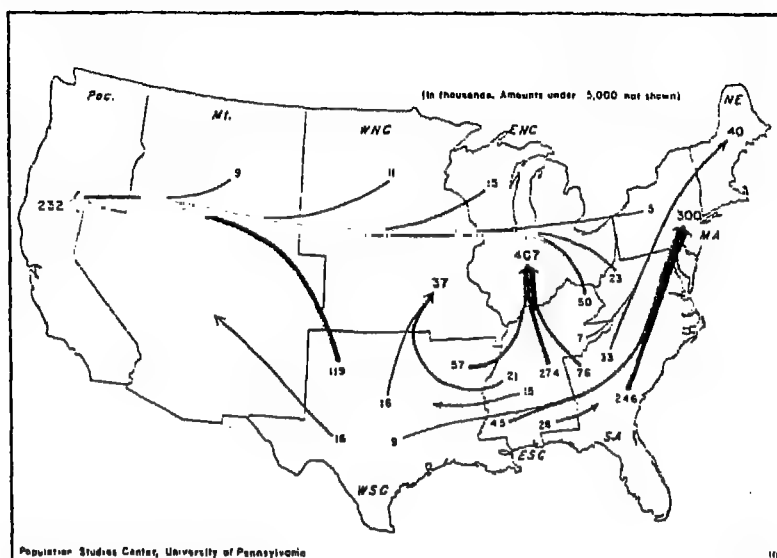 (In thousands. Amounts under 5,000 not shown)
Pac.
Mt.
WNC
ENC
NE
40
9
11
15
5
232
300
MA
407
37
23
50
7
33
57
119
16
21
274
76
15
246
16
9
45
28
SA
ESC
WSC
Population Studies Center, University of Pennsylvania